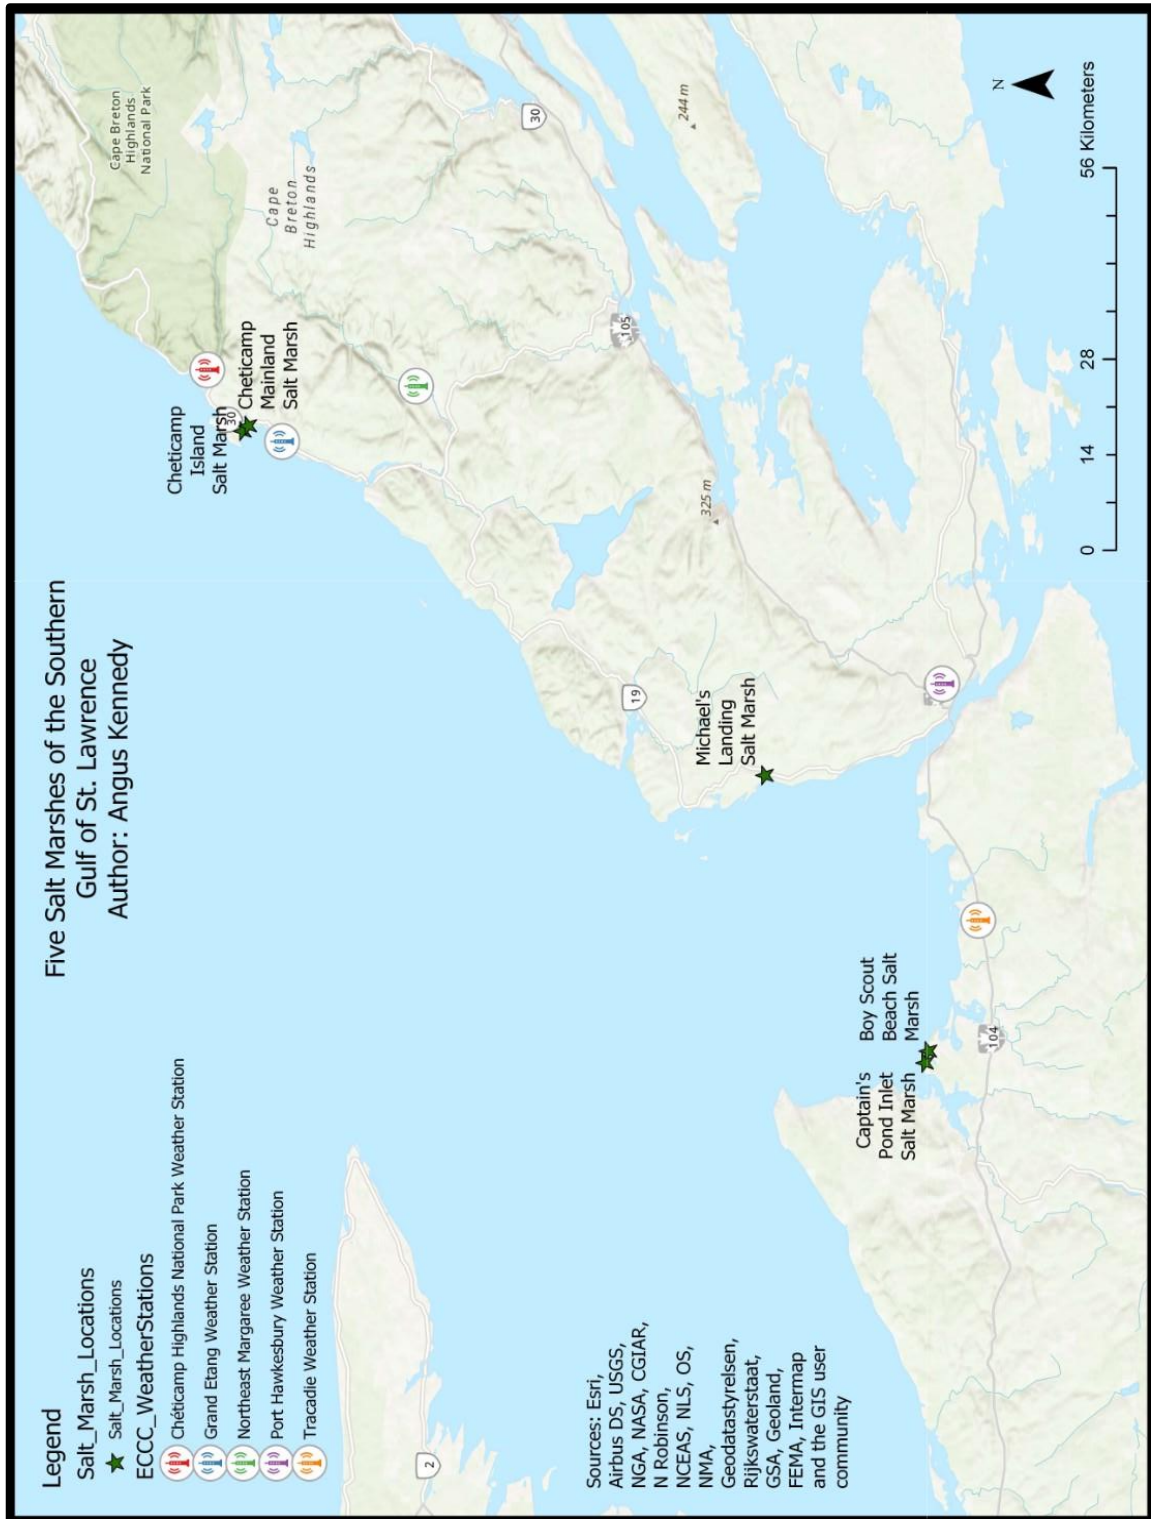 Five Salt Marshes of the Southern
Gulf of St. Lawrence
Author: Angus Kennedy
Legend
Salt_Marsh_Locations
Salt_Marsh_Locations
ECCC_WeatherStations
Chéticamp Highlands National Park Weather Station
Grand Etang Weather Station
Northeast Margaree Weather Station
Port Hawkesbury Weather Station
Tracadie Weather Station
Sources: Esri,
Airbus DS, USGS,
NGA, NASA, CGIAR,
N Robinson,
NCEAS, NLS, OS,
NMA,
Geodatastyrelsen,
Rijkswaterstaat,
GSA, Geoland,
FEMA, Intermap
and the GIS user
community
2
Captain's
Pond Inlet
Salt Marsh
Boy Scout
Beach Salt
Marsh
104
Michael's
Landing
Salt Marsh
19
Cheticamp
Island
Salt Marsh
30
Cheticamp
Mainland
Salt Marsh
Cape Breton
Highlands
National Park
Cape
Breton
Highlands
30
105
325 m
244 m
N
0 14 28 56 Kilometers